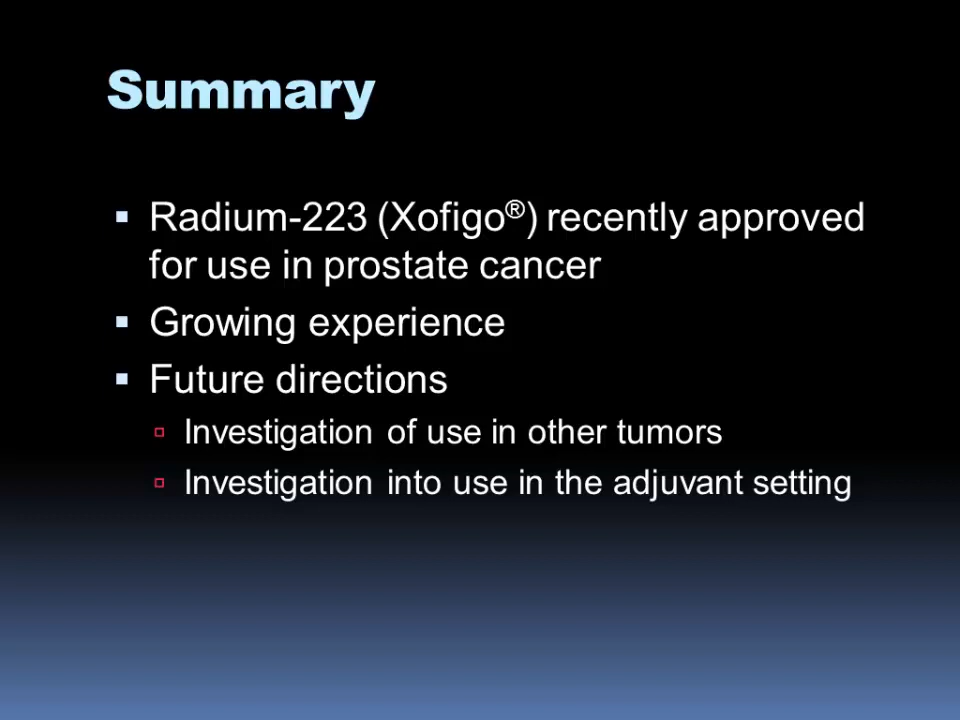 Summary
Radium-223 (Xofigo®) recently approved
for use in prostate cancer
Growing experience
Future directions
Investigation of use in other tumors
Investigation into use in the adjuvant setting